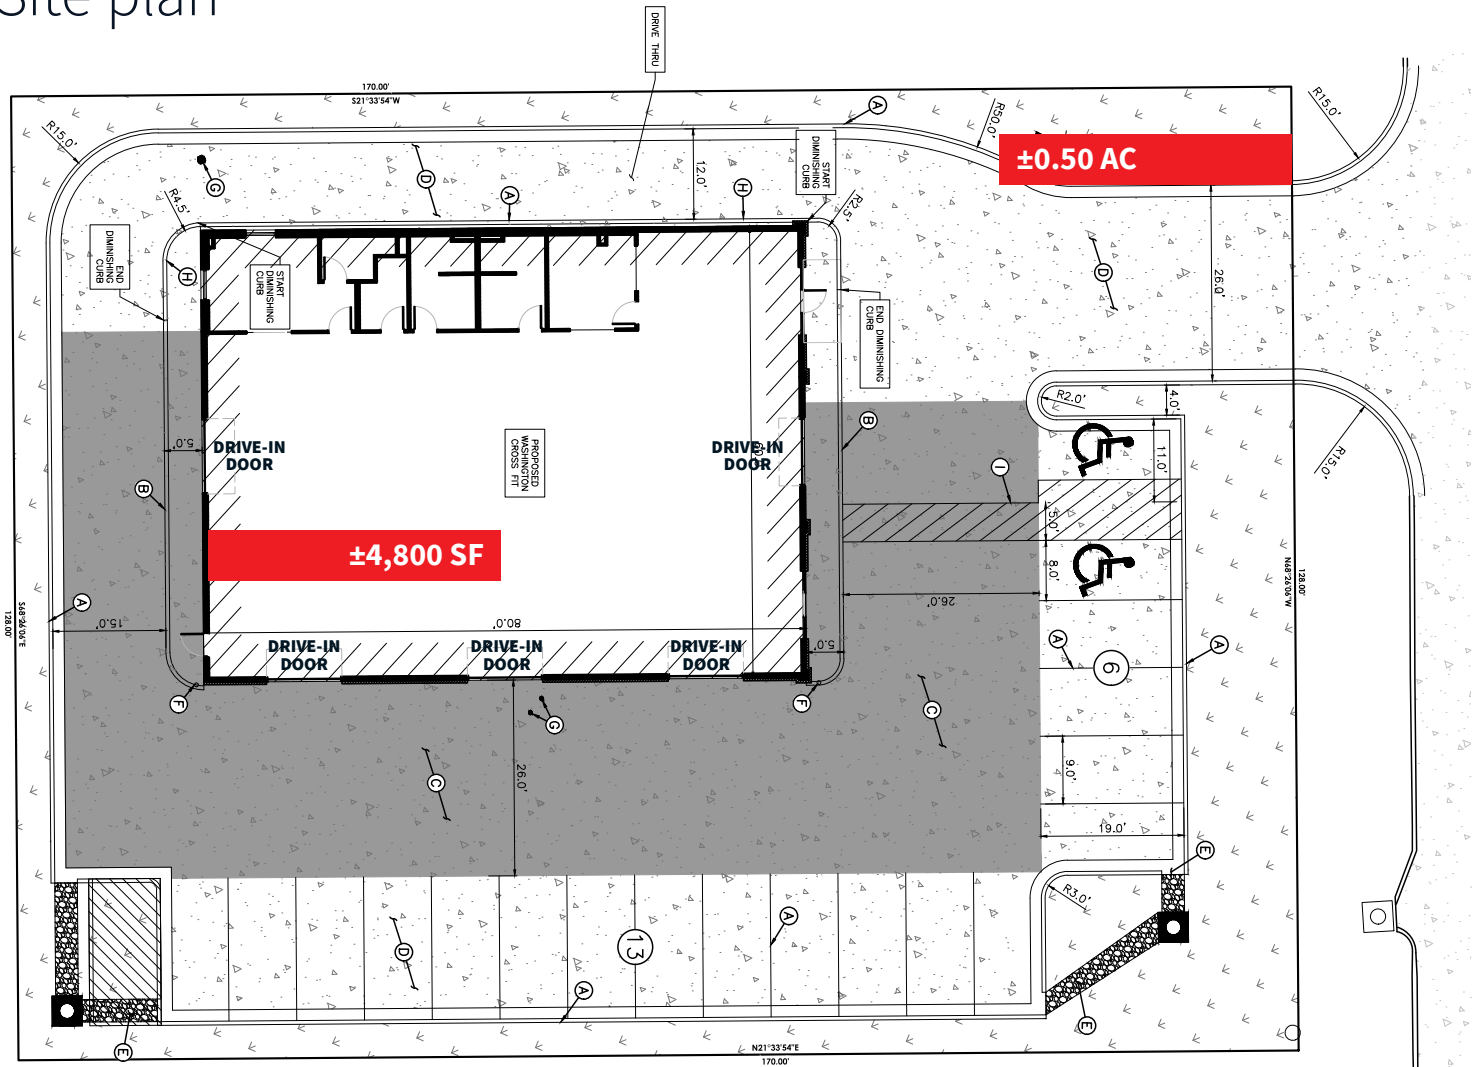 Site plan
DRIVE THRU
170.00'
S21°33'54"W
R15.0'
A
R50.0'
R15.0'
±0.50 AC
START
DIMINISHING
CURB
12.0'
D
G
A
H
R4.5'
R2.5'
END
DIMINISHING
CURB
H
START
DIMINISHING
CURB
D
26.0'
END DIMINISHING
CURB
R2.0'
4.0'
B
11.0'
R15.0'
5.0'
DRIVE-IN
DOOR
PROPOSED
WASHINGTON
CROSS FIT
DRIVE-IN
DOOR
I
B
5.0'
±4,800 SF
8.0'
N68°26'06"W
128.00'
26.0'
A
S68°26'06"E
128.00'
15.0'
80.0'
5.0'
A
A
6
DRIVE-IN
DOOR
DRIVE-IN
DOOR
DRIVE-IN
DOOR
F
F
G
C
C
26.0'
9.0'
19.0'
E
R3.0'
A
D
13
A
E
E
N21°33'54"E
170.00'